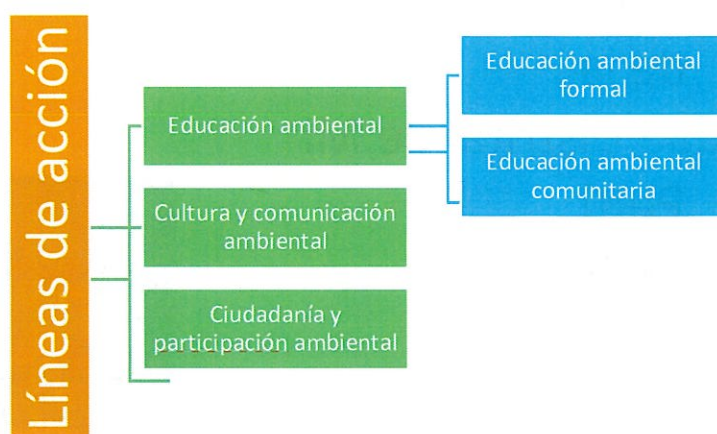 Líneas de acción
Educación ambiental
Cultura y comunicación
ambiental
Ciudadanía y
participación ambiental
Educación ambiental
formal
Educación ambiental
comunitaria